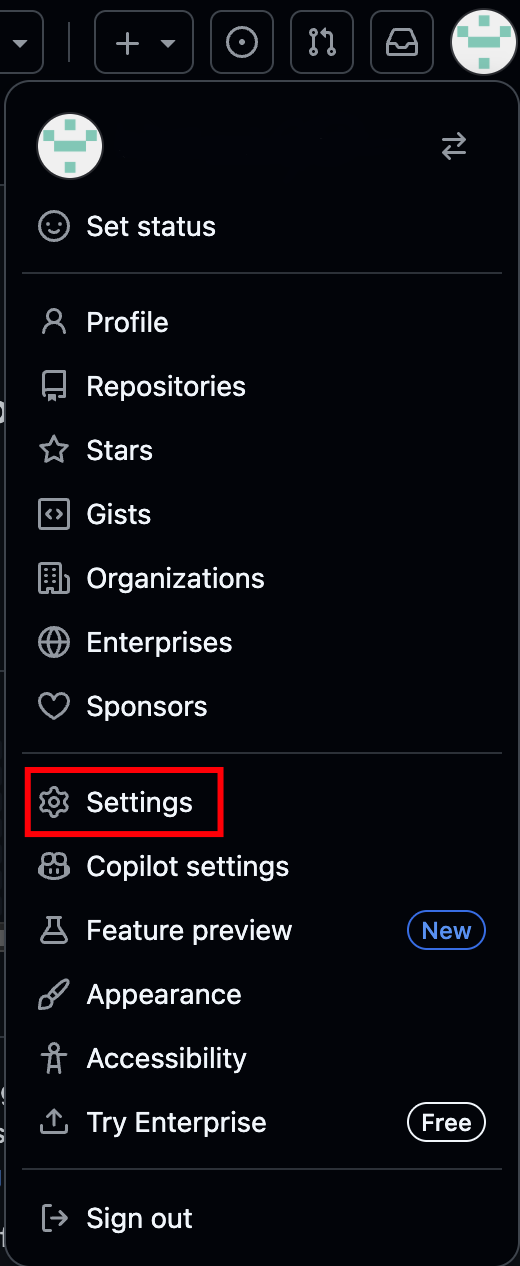 Set status
Profile
Repositories
Stars
Gists
Organizations
Enterprises
Sponsors
Settings
Copilot settings
Feature preview
New
Appearance
Accessibility
Try Enterprise
Free
Sign out